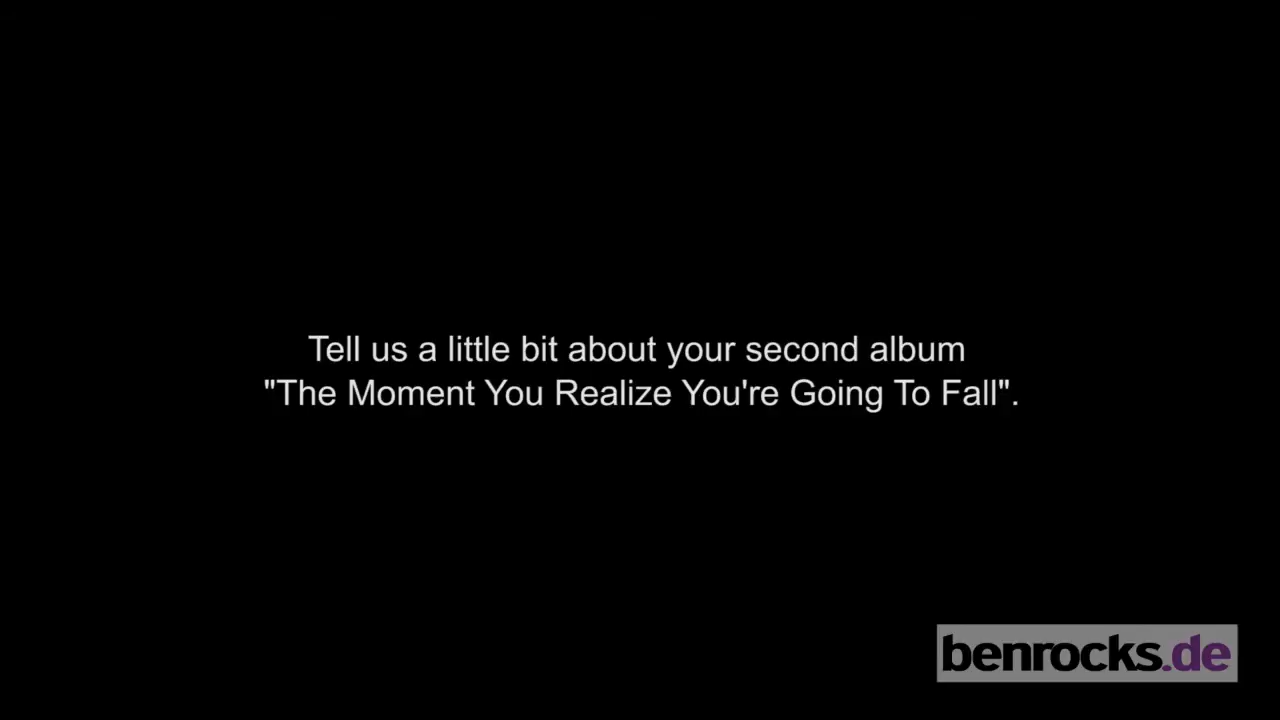 Tell us a little bit about your second album
"The Moment You Realize You're Going To Fall".
benrocks.de